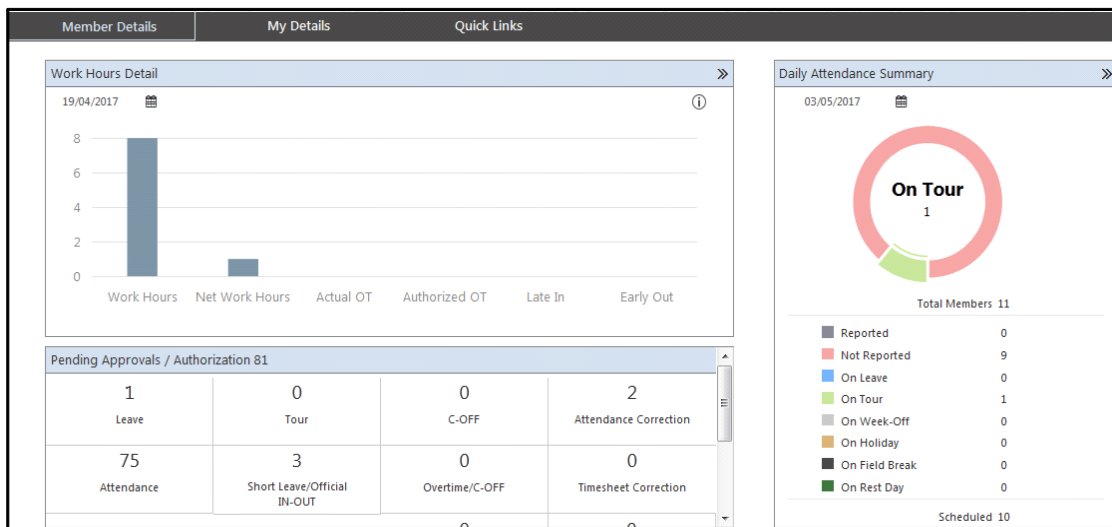 Member Details My Details Quick Links
Work Hours Detail
19/04/2017
8
6
4
2
0
Work Hours Net Work Hours Actual OT Authorized OT Late In Early Out
Pending Approvals / Authorization 81
1 0 0 2
Leave Tour C-OFF Attendance Correction
75 3 0 0
Attendance Short Leave/Official IN-OUT Overtime/C-OFF Timesheet Correction
Daily Attendance Summary
03/05/2017
On Tour
1
Total Members 11
Reported 0
Not Reported 9
On Leave 0
On Tour 1
On Week-Off 0
On Holiday 0
On Field Break 0
On Rest Day 0
Scheduled 10